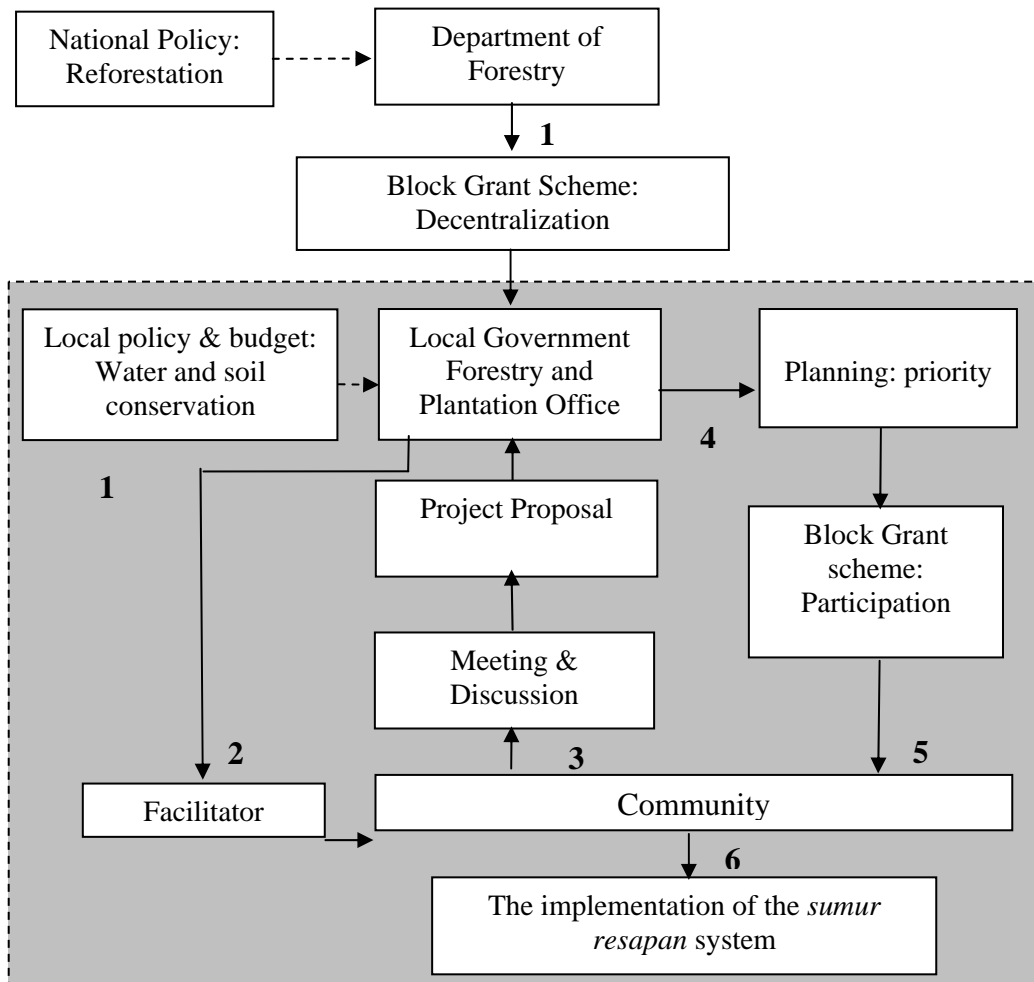 National Policy:
Reforestation
Department of
Forestry
1
Block Grant Scheme:
Decentralization
Local policy & budget:
Water and soil
conservation
Local Government
Forestry and
Plantation Office
Planning: priority
4
1
Project Proposal
Block Grant
scheme:
Participation
Meeting &
Discussion
2
3
5
Facilitator
Community
6
The implementation of the sumur
resapan system